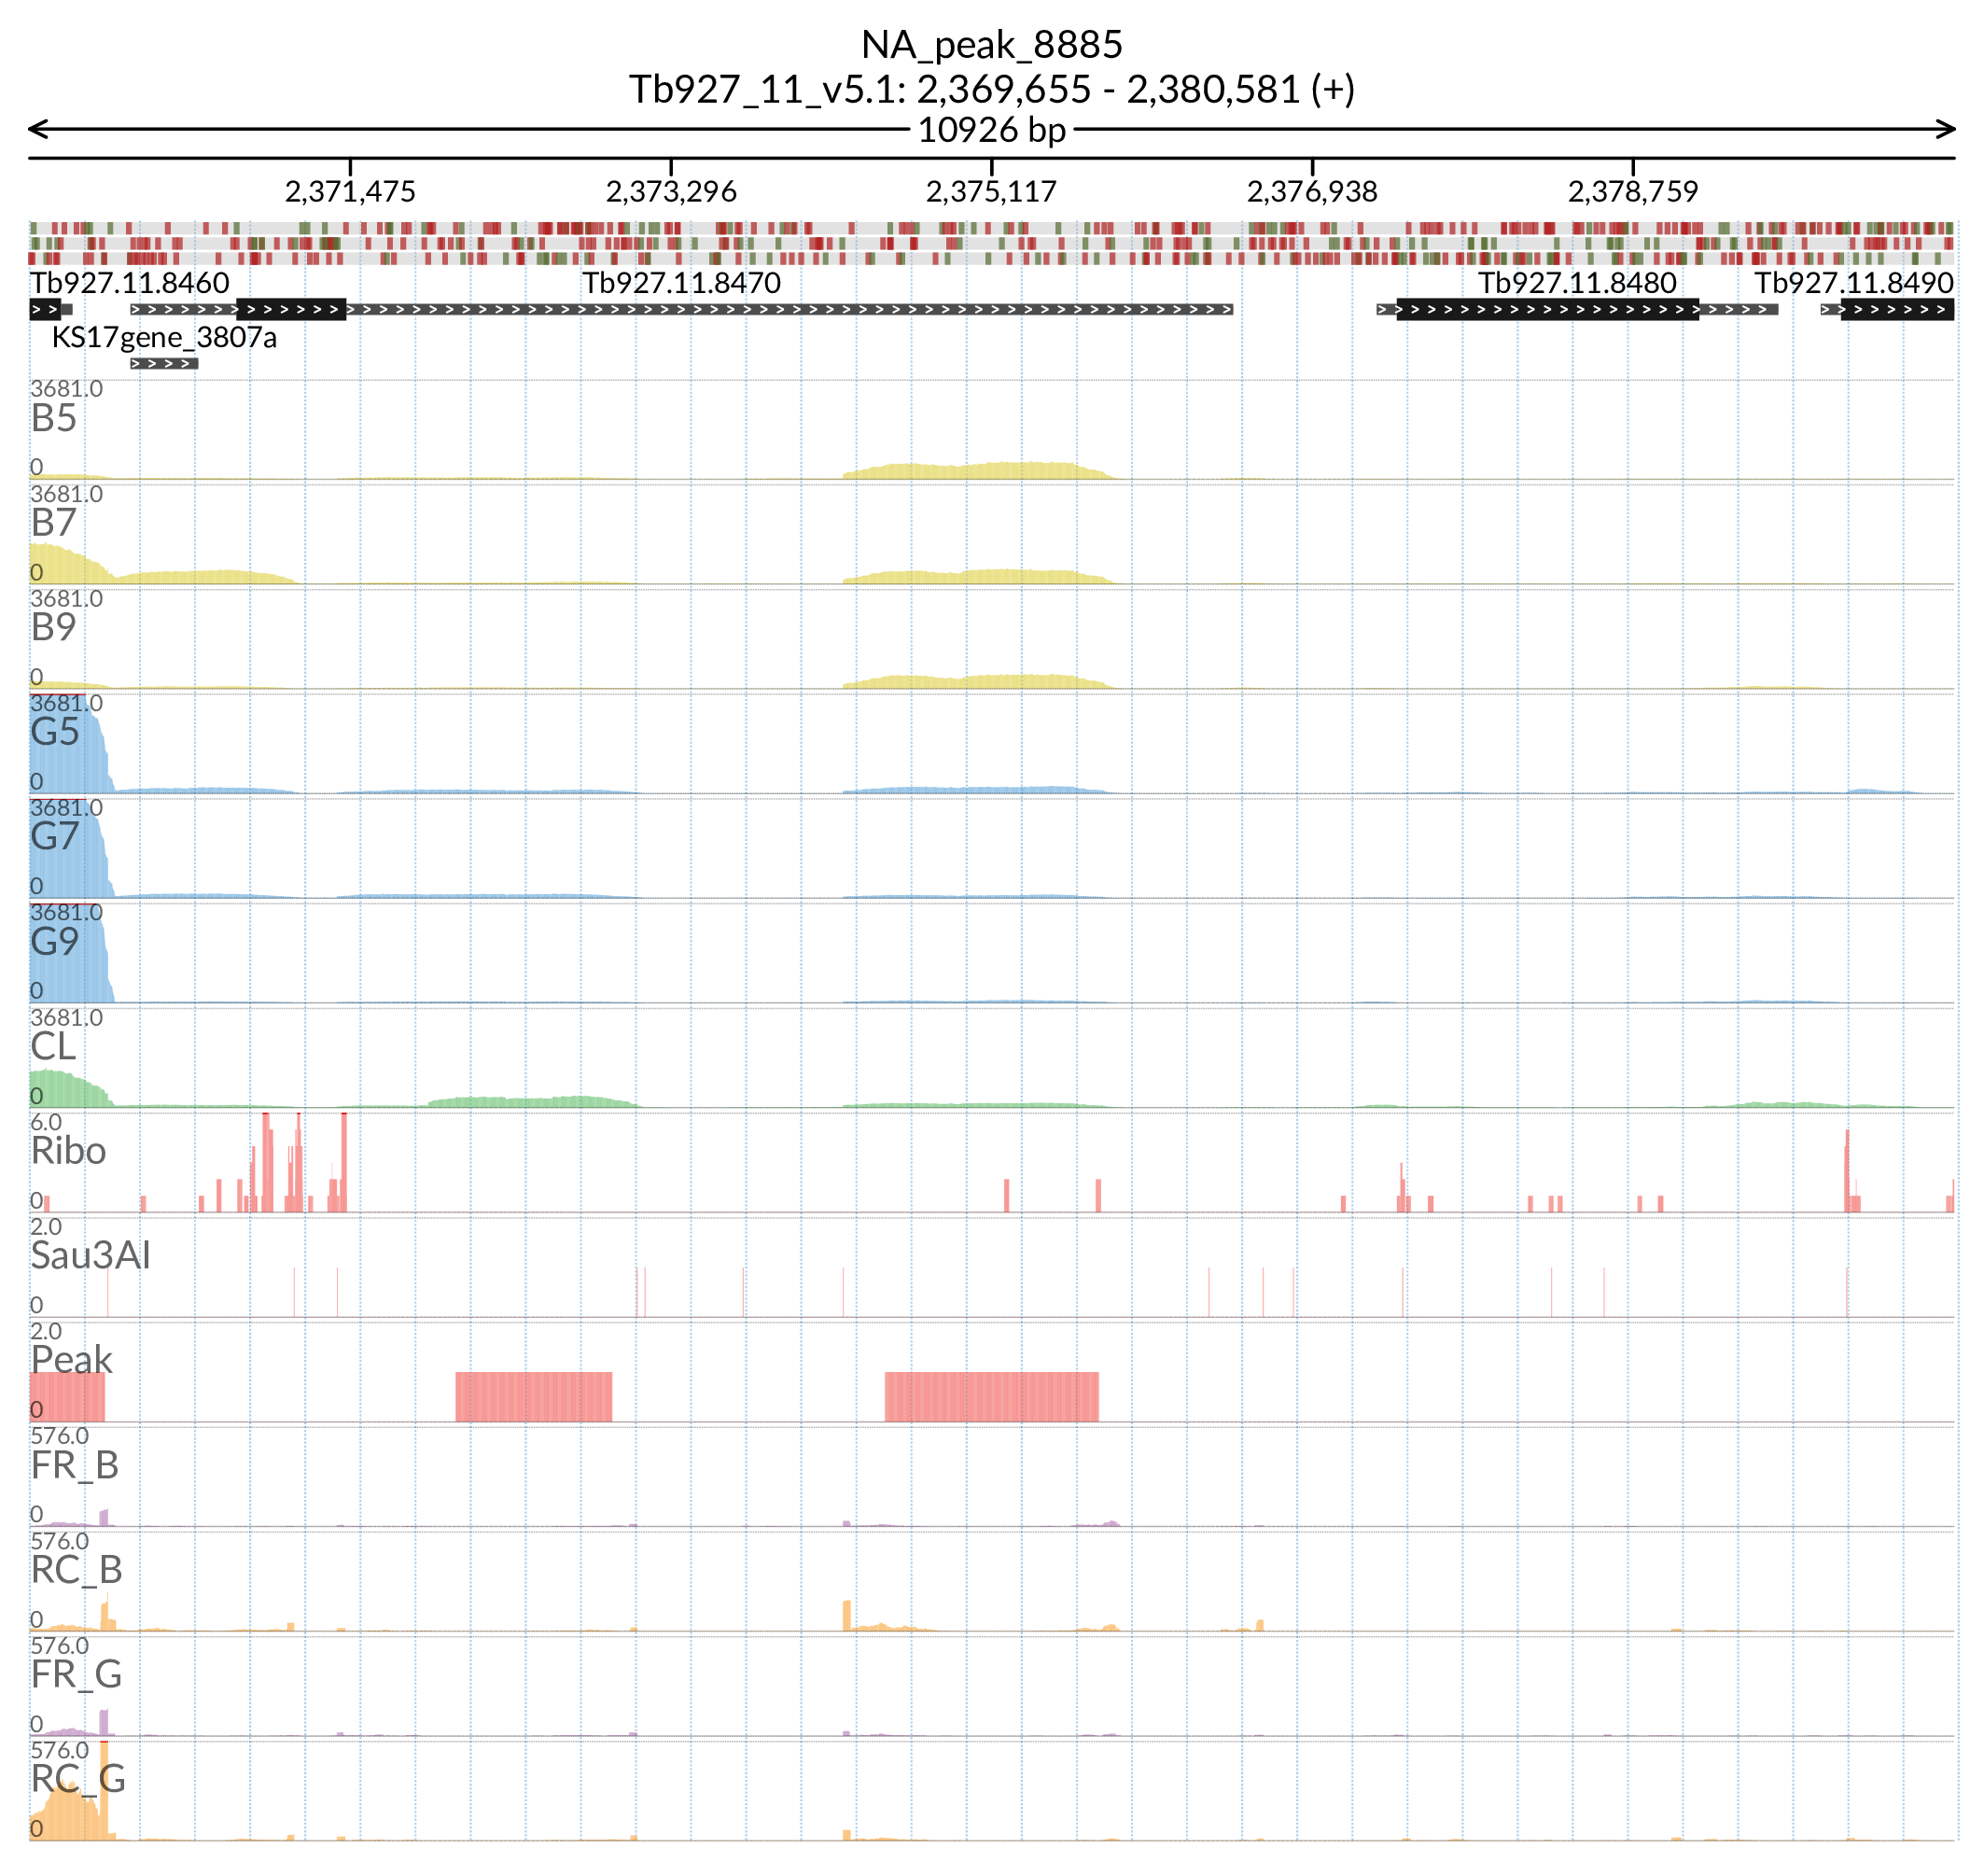 NA_peak_8885
Tb927_11_v5.1: 2,369,655 - 2,380,581 (+)
10926 bp
2,371,475 2,373,296 2,375,117 2,376,938 2,378,759
Tb927.11.8460 Tb927.11.8470 Tb927.11.8480 Tb927.11.8490
KS17gene_3807a
3681.0
B5
0
3681.0
B7
0
3681.0
B9
0
3681.0
G5
0
3681.0
G7
0
3681.0
G9
0
3681.0
CL
0
6.0
Ribo
0
2.0
Sau3AI
0
2.0
Peak
0
576.0
FR_B
0
576.0
RC_B
0
576.0
FR_G
0
576.0
RC_G
0